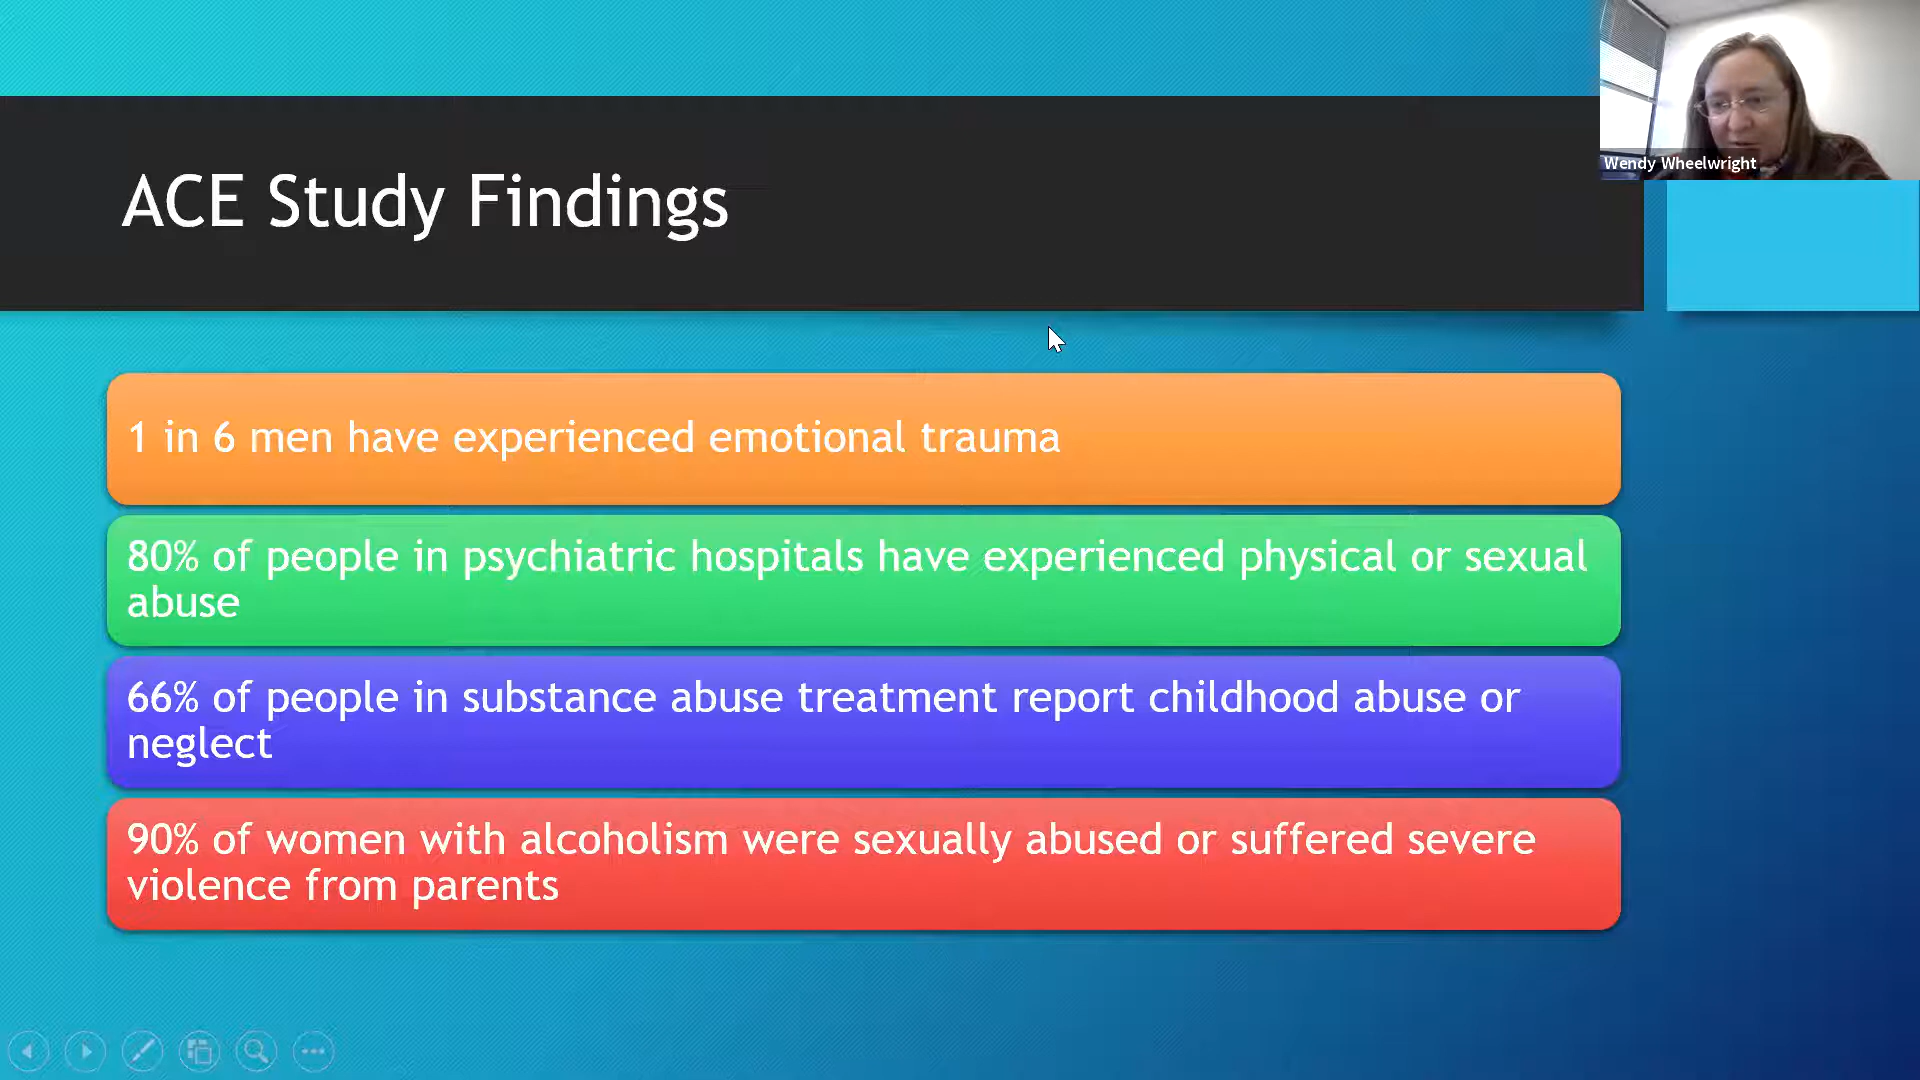 Wendy Wheelwright
ACE Study Findings
1 in 6 men have experienced emotional trauma
80% of people in psychiatric hospitals have experienced physical or sexual
abuse
66% of people in substance abuse treatment report childhood abuse or
neglect
90% of women with alcoholism were sexually abused or suffered severe
violence from parents